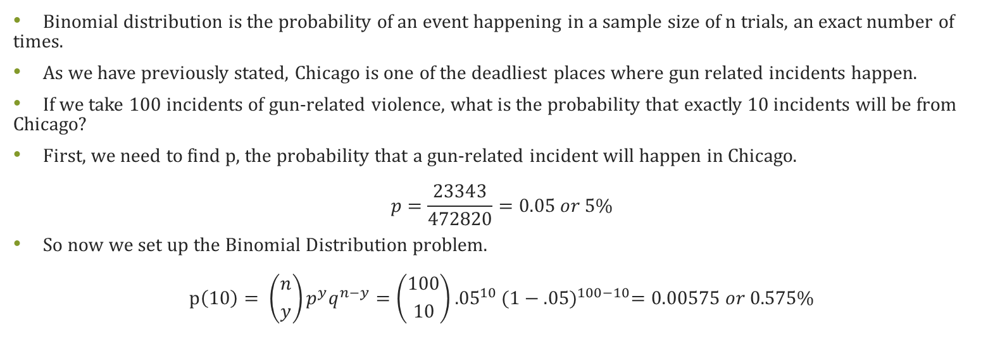 • Binomial distribution is the probability of an event happening in a sample size of n trials, an exact number of
times.
• As we have previously stated, Chicago is one of the deadliest places where gun related incidents happen.
• If we take 100 incidents of gun-related violence, what is the probability that exactly 10 incidents will be from
Chicago?
• First, we need to find p, the probability that a gun-related incident will happen in Chicago.
p = 23343/472820 = 0.05 or 5%
• So now we set up the Binomial Distribution problem.
p(10) = (n y) p^y q^(n−y) = (100 10) .05^10 (1 − .05)^(100−10) = 0.00575 or 0.575%